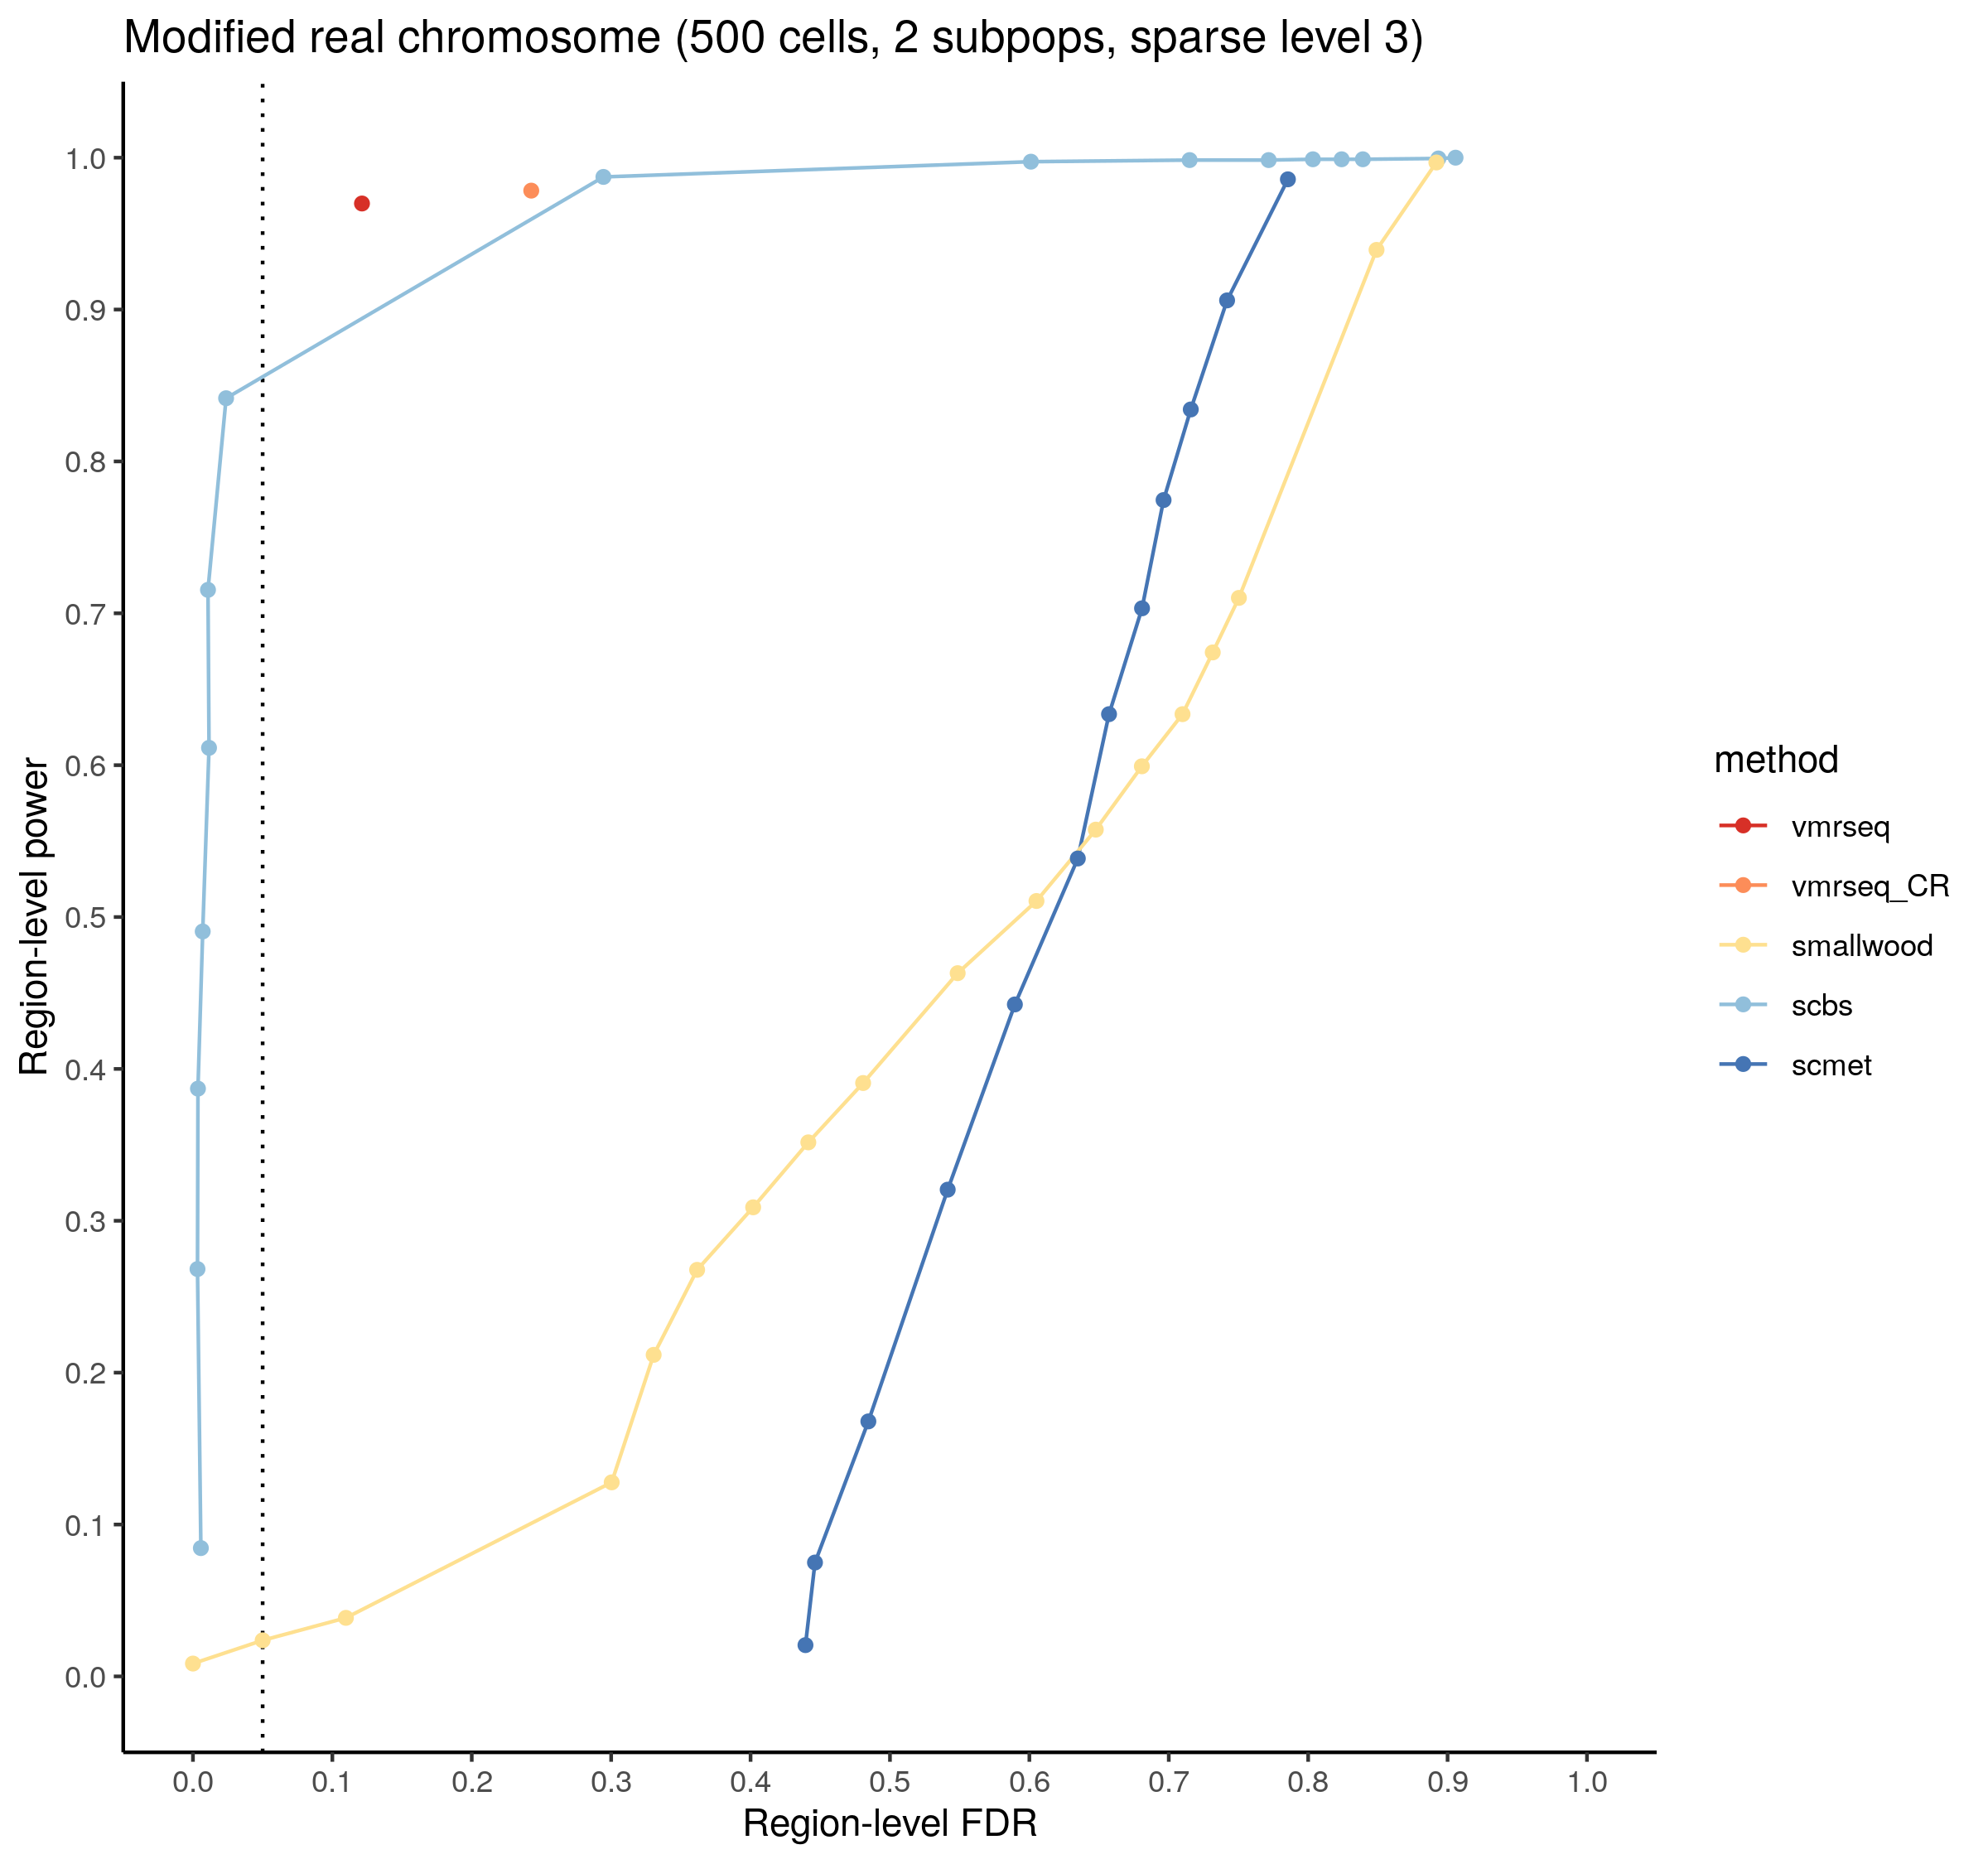 Modified real chromosome (500 cells, 2 subpops, sparse level 3)
Region-level power
1.0
0.9
0.8
0.7
0.6
0.5
0.4
0.3
0.2
0.1
0.0
0.0 0.1 0.2 0.3 0.4 0.5 0.6 0.7 0.8 0.9 1.0
Region-level FDR
method
vmrseq
vmrseq_CR
smallwood
scbs
scmet